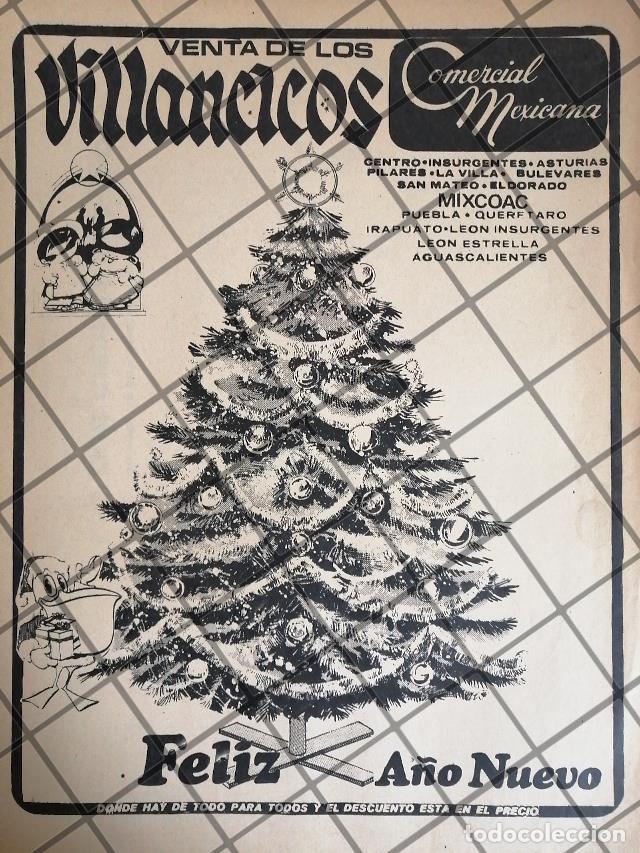 VENTA DE LOS
Villancicos
Comercial
Mexicana
CENTRO•INSURGENTES•ASTURIAS
PILARES•LA VILLA• BULEVARES
SAN MATEO•ELDORADO
MIXCOAC
PUEBLA • QUERETARO
IRAPUATO•LEON INSURGENTES
LEON ESTRELLA
AGUASCALIENTES
Feliz Año Nuevo
DONDE HAY DE TODO PARA TODOS Y EL DESCUENTO ESTA EN EL PRECIO
todocoleccion